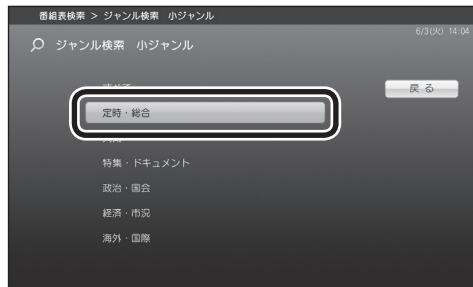 番組表検索 > ジャンル検索 小ジャンル
6/3(火) 14:04
ジャンル検索 小ジャンル
戻る
定時・総合
特集・ドキュメント
政治・国会
経済・市況
海外・国際